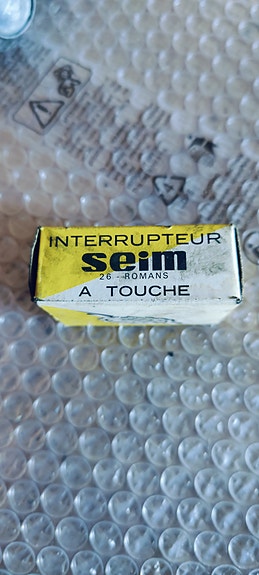 INTERRUPTEUR
seim
26 - ROMANS
A TOUCHE